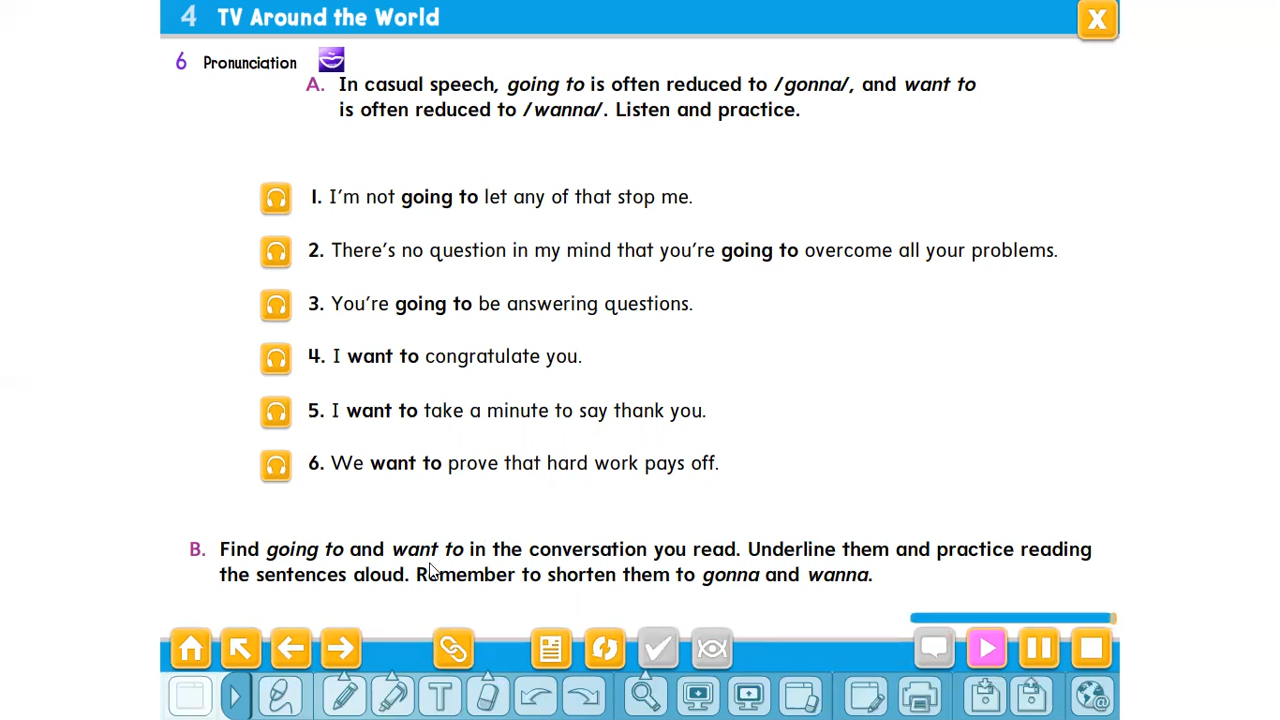 4 TV Around the World
X
6 Pronunciation
A. In casual speech, going to is often reduced to /gonna/, and want to
is often reduced to /wanna/. Listen and practice.
1. I'm not going to let any of that stop me.
2. There's no question in my mind that you're going to overcome all your problems.
3. You're going to be answering questions.
4. I want to congratulate you.
5. I want to take a minute to say thank you.
6. We want to prove that hard work pays off.
B. Find going to and want to in the conversation you read. Underline them and practice reading
the sentences aloud. Remember to shorten them to gonna and wanna.
T
@